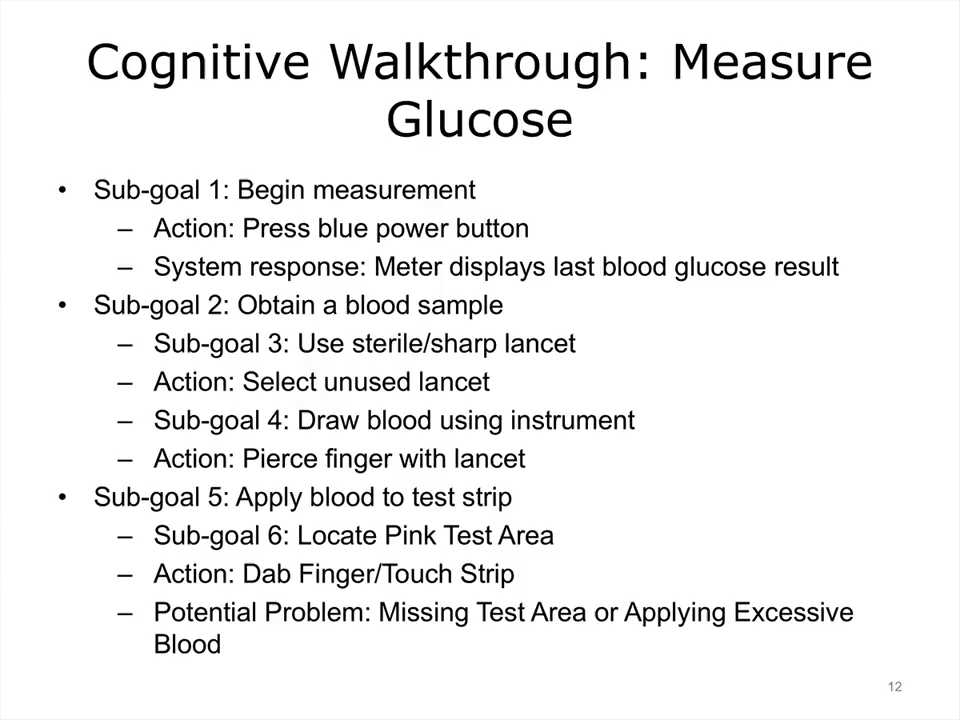 Cognitive Walkthrough: Measure
Glucose
• Sub-goal 1: Begin measurement
– Action: Press blue power button
– System response: Meter displays last blood glucose result
• Sub-goal 2: Obtain a blood sample
– Sub-goal 3: Use sterile/sharp lancet
– Action: Select unused lancet
– Sub-goal 4: Draw blood using instrument
– Action: Pierce finger with lancet
• Sub-goal 5: Apply blood to test strip
– Sub-goal 6: Locate Pink Test Area
– Action: Dab Finger/Touch Strip
– Potential Problem: Missing Test Area or Applying Excessive
Blood
12